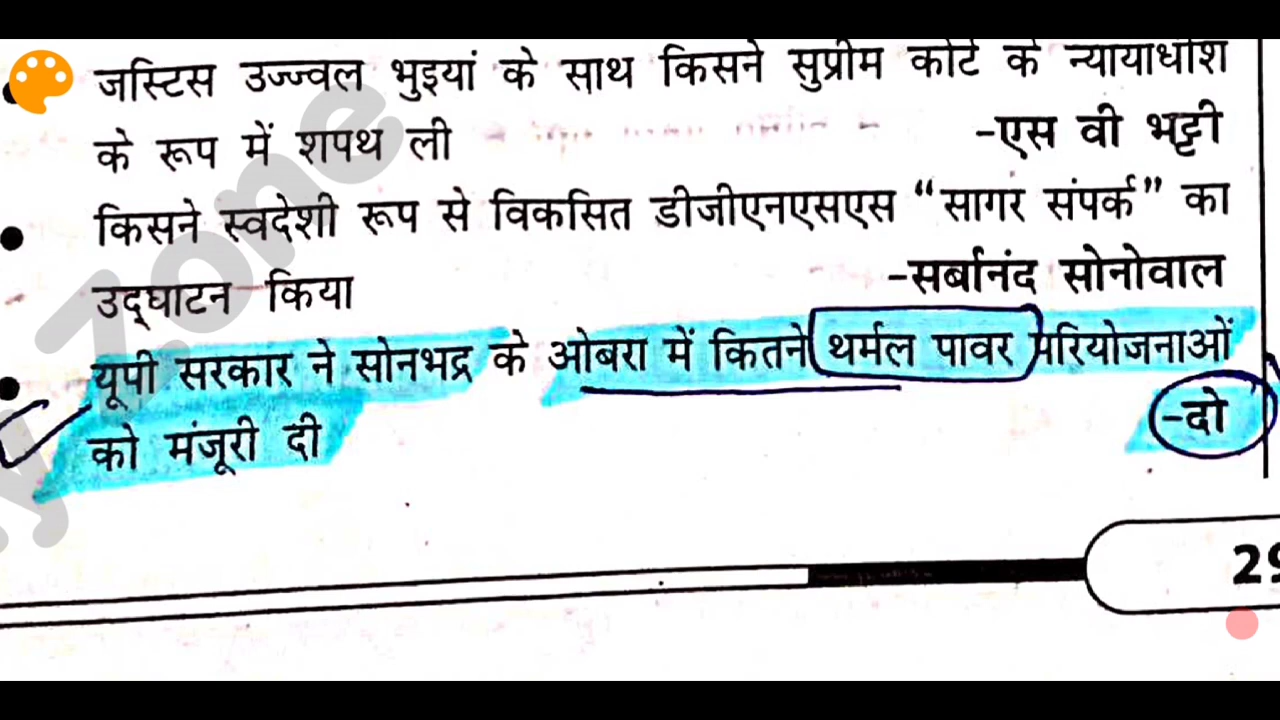 जस्टिस उज्ज्वल भुइयां के साथ किसने सुप्रीम कोर्ट के न्यायाधीश
के रूप में शपथ ली -एस वी भट्टी
किसने स्वदेशी रूप से विकसित डीजीएनएसएस “सागर संपर्क” का
उद्घाटन किया -सर्बानंद सोनोवाल
यूपी सरकार ने सोनभद्र के ओबरा में कितने थर्मल पावर परियोजनाओं
को मंजूरी दी -दो
Zone
29